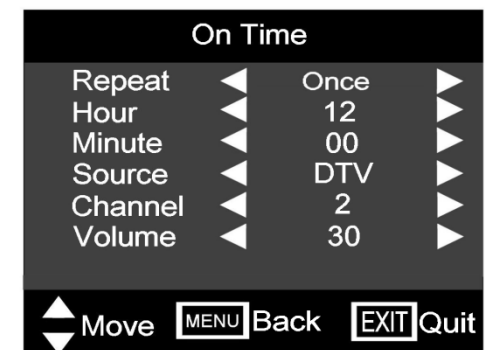 On Time
Repeat Once
Hour 12
Minute 00
Source DTV
Channel 2
Volume 30
Move MENU Back EXIT Quit